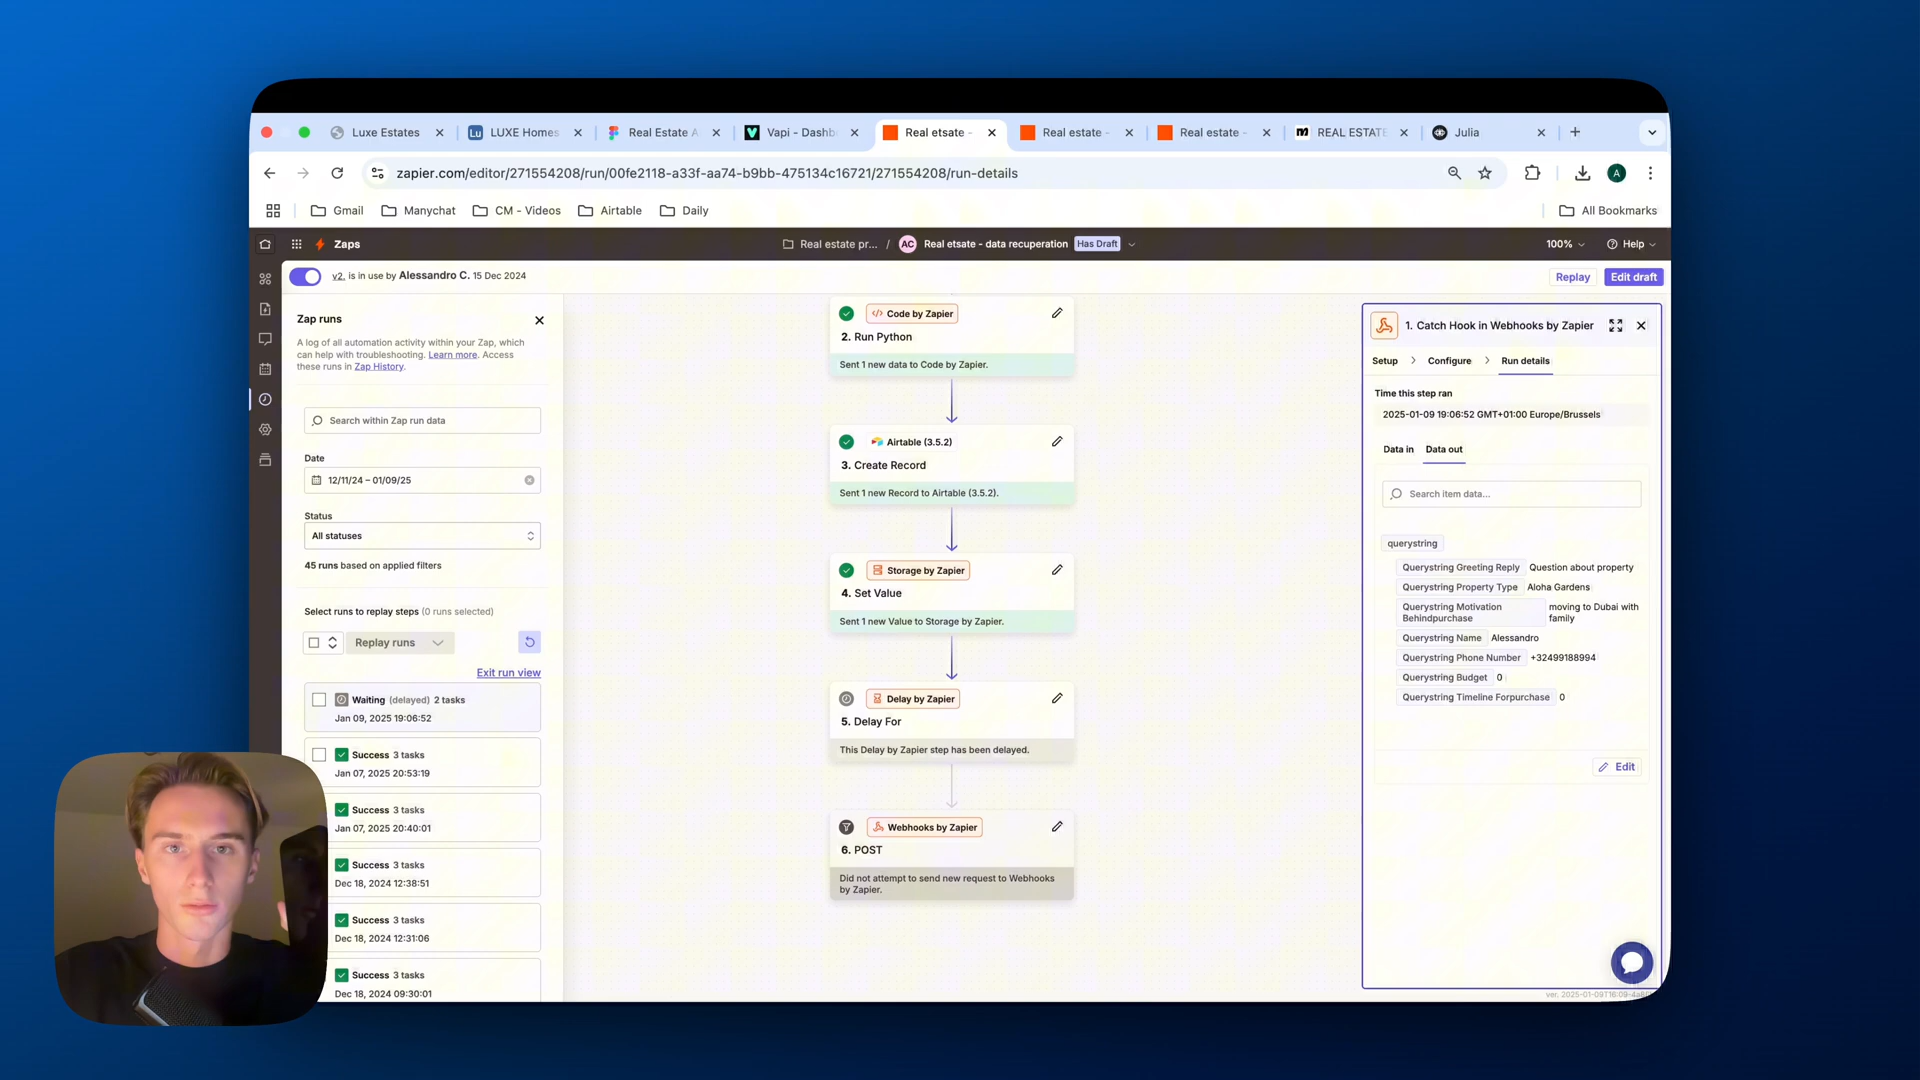 Luxe Estates
LUXE Homes
Real Estate A
Vapi - Dashb
Real etsate -
Real estate -
Real estate -
REAL ESTATE
Julia
zapier.com/editor/271554208/run/00fe2118-a33f-aa74-b9bb-475134c16721/271554208/run-details
A
Gmail
Manychat
CM - Videos
Airtable
Daily
All Bookmarks
Zaps
Real estate pr... /
AC
Real etsate - data recuperation
Has Draft
100%
Help
v2. is in use by Alessandro C. 15 Dec 2024
Replay
Edit draft
Zap runs
A log of all automation activity within your Zap, which
can help with troubleshooting. Learn more. Access
these runs in Zap History.
Search within Zap run data
Date
12/11/24 – 01/09/25
Status
All statuses
45 runs based on applied filters
Select runs to replay steps (0 runs selected)
Replay runs
Exit run view
Waiting (delayed) 2 tasks
Jan 09, 2025 19:06:52
Success 3 tasks
Jan 07, 2025 20:53:19
Success 3 tasks
Jan 07, 2025 20:40:01
Success 3 tasks
Dec 18, 2024 12:38:51
Success 3 tasks
Dec 18, 2024 12:31:06
Success 3 tasks
Dec 18, 2024 09:30:01
Code by Zapier
2. Run Python
Sent 1 new data to Code by Zapier.
Airtable (3.5.2)
3. Create Record
Sent 1 new Record to Airtable (3.5.2).
Storage by Zapier
4. Set Value
Sent 1 new Value to Storage by Zapier.
Delay by Zapier
5. Delay For
This Delay by Zapier step has been delayed.
Webhooks by Zapier
6. POST
Did not attempt to send new request to Webhooks
by Zapier.
1. Catch Hook in Webhooks by Zapier
Setup
Configure
Run details
Time this step ran
2025-01-09 19:06:52 GMT+01:00 Europe/Brussels
Data in
Data out
Search item data...
querystring
Querystring Greeting Reply Question about property
Querystring Property Type Aloha Gardens
Querystring Motivation
Behindpurchase
moving to Dubai with
family
Querystring Name Alessandro
Querystring Phone Number +32499188994
Querystring Budget 0
Querystring Timeline Forpurchase 0
Edit